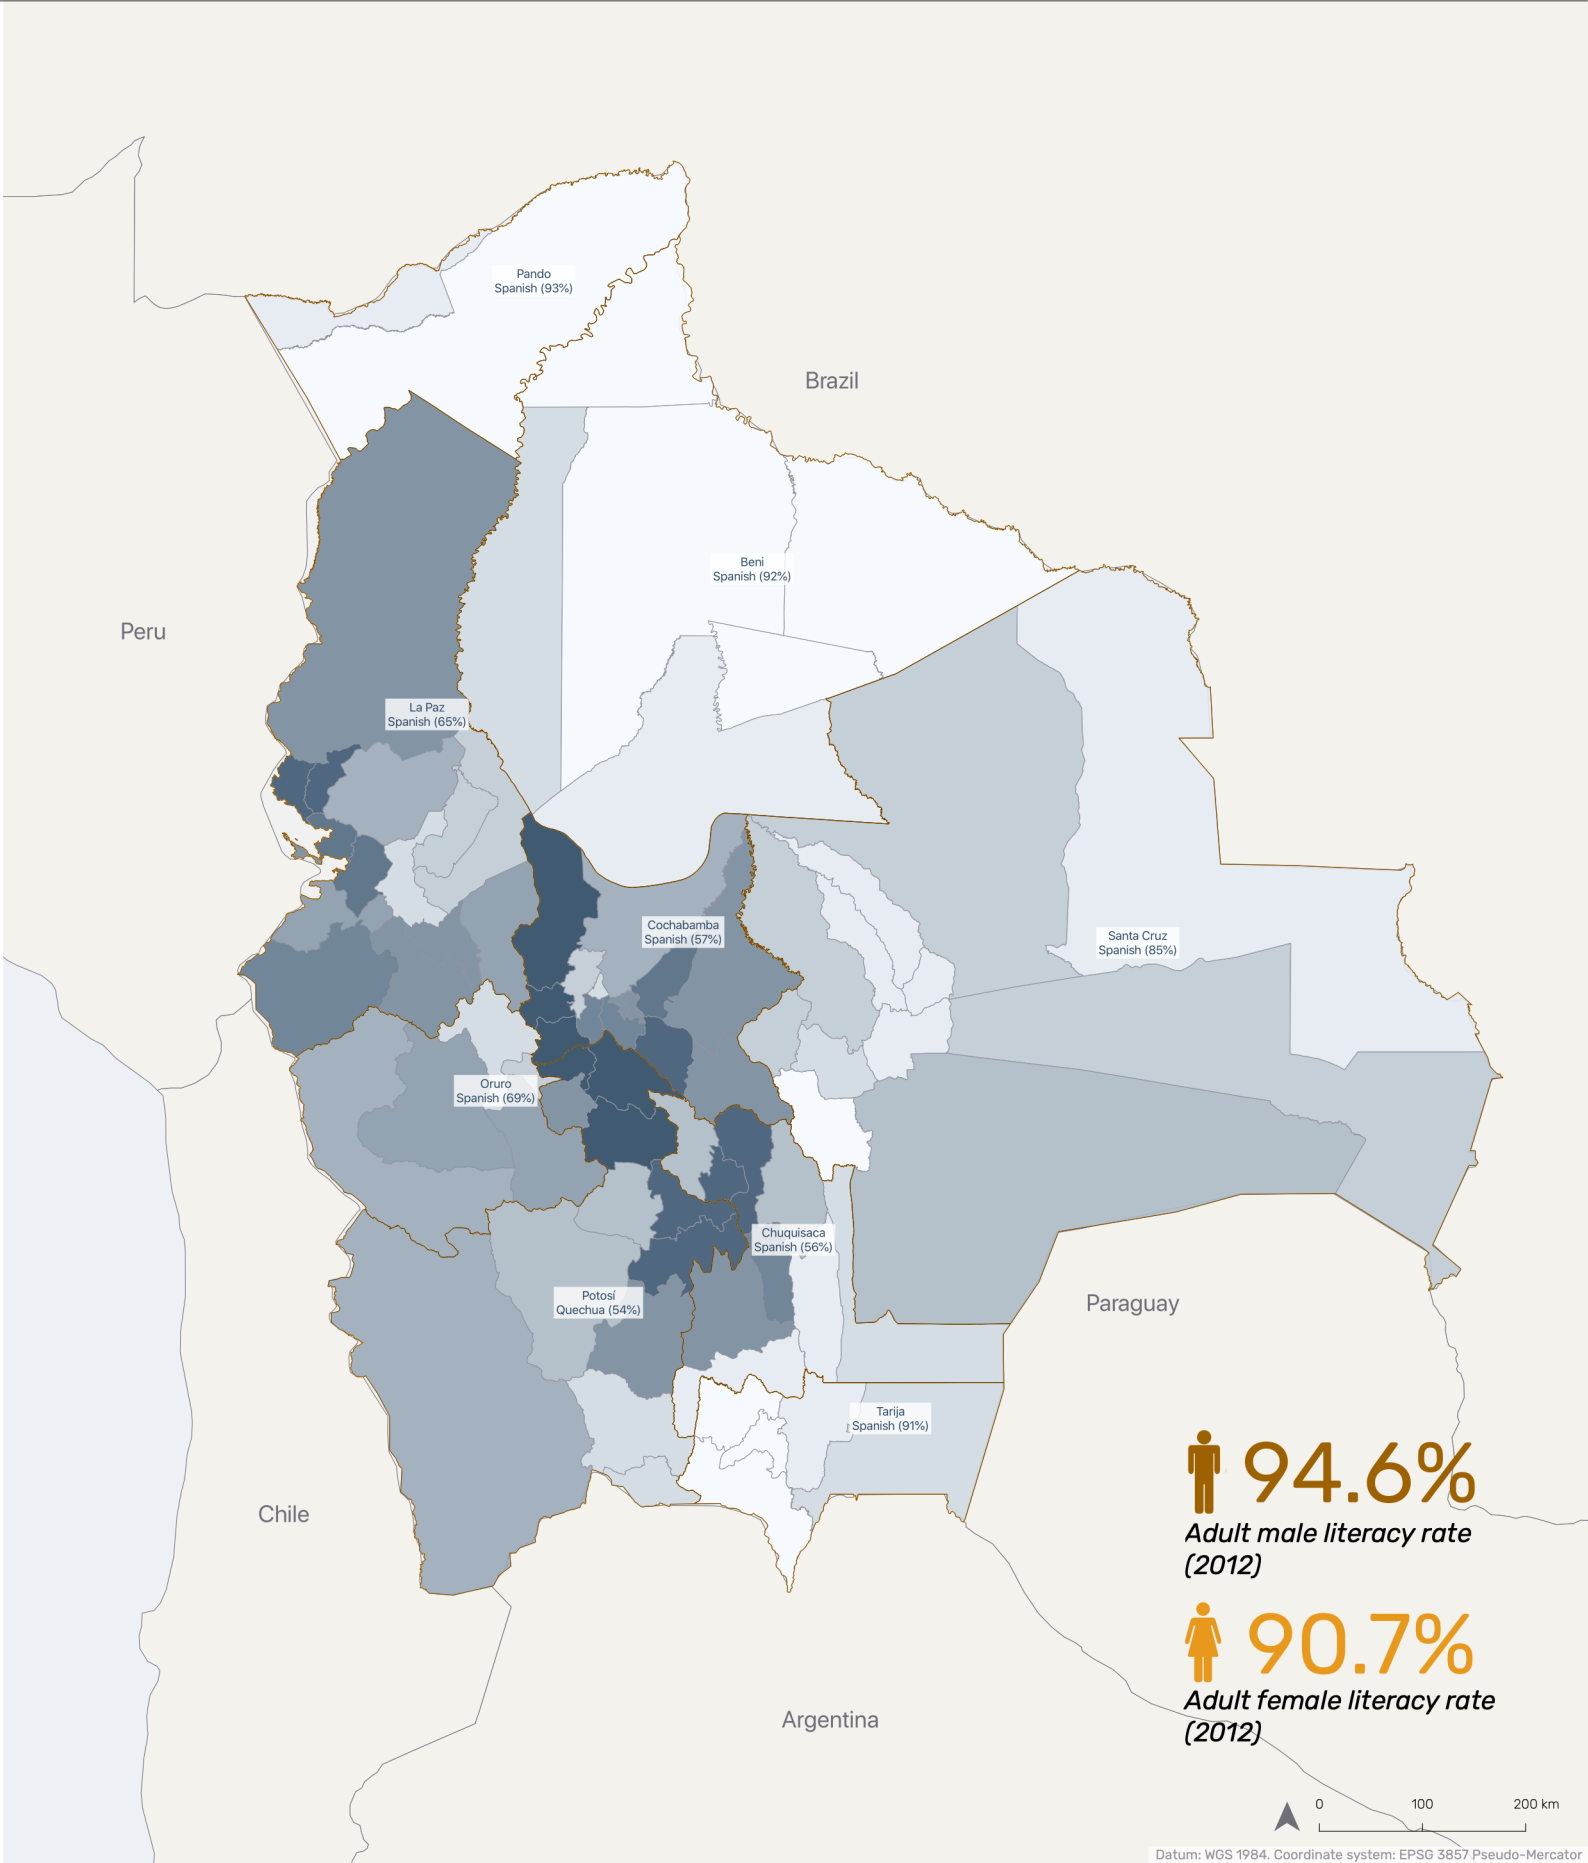 Pando
Spanish (93%)
Brazil
Beni
Spanish (92%)
Peru
La Paz
Spanish (65%)
Cochabamba
Spanish (57%)
Santa Cruz
Spanish (85%)
Oruro
Spanish (69%)
Chuquisaca
Spanish (56%)
Potosí
Quechua (54%)
Paraguay
Tarija
Spanish (91%)
94.6%
Adult male literacy rate
(2012)
Chile
90.7%
Adult female literacy rate
(2012)
Argentina
0 100 200 km
Datum: WGS 1984. Coordinate system: EPSG 3857 Pseudo-Mercator